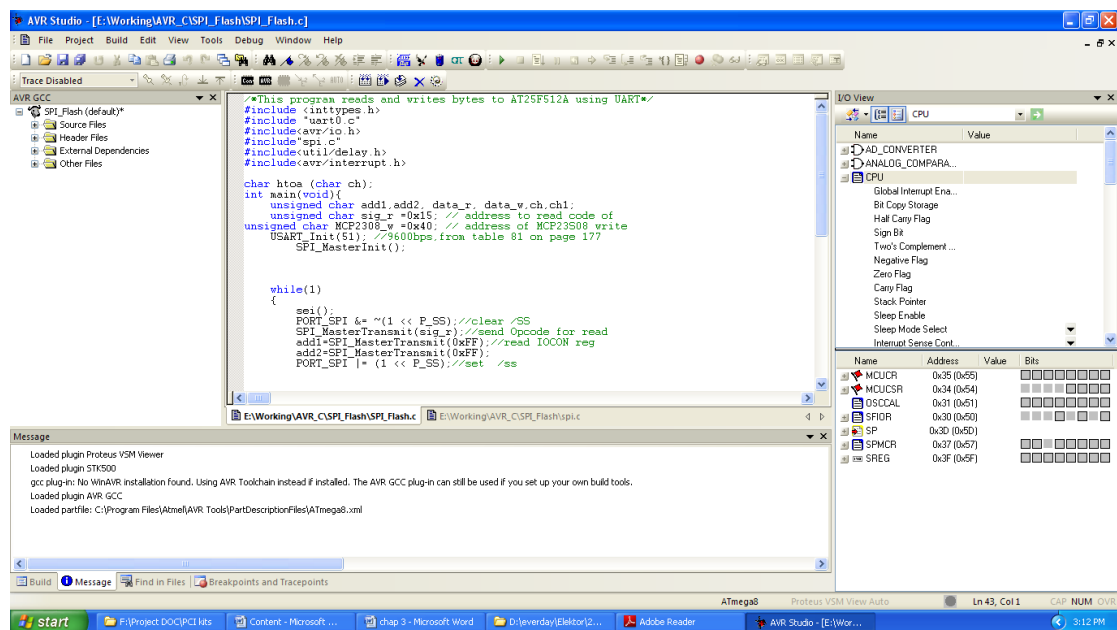 AVR Studio - [E:\Working\AVR_C\SPI_Flash\SPI_Flash.c]
File Project Build Edit View Tools Debug Window Help
Trace Disabled
AVR GCC
SPI_Flash (default)*
Source Files
Header Files
External Dependencies
Other Files
/*This program reads and writes bytes to AT25F512A using UART*/
#include <inttypes.h>
#include "uart0.c"
#include<avr/io.h>
#include"spi.c"
#include<util/delay.h>
#include<avr/interrupt.h>
char htoa (char ch);
int main(void){
unsigned char add1,add2, data_r, data_w,ch,ch1;
unsigned char sig_r =0x15; // address to read code of
unsigned char MCP2308_w =0x40; // address of MCP23S08 write
USART_Init(51); //9600bps,from table 81 on page 177
SPI_MasterInit();
while(1)
{
sei();
PORT_SPI &= ~(1 << P_SS);//clear /SS
SPI_MasterTransmit(sig_r);//send Opcode for read
add1=SPI_MasterTransmit(0xFF);//read IOCON reg
add2=SPI_MasterTransmit(0xFF);
PORT_SPI |= (1 << P_SS);//set /ss
E:\Working\AVR_C\SPI_Flash\SPI_Flash.c E:\Working\AVR_C\SPI_Flash\spi.c
I/O View
CPU
Name Value
AD_CONVERTER
ANALOG_COMPARA...
CPU
Global Interrupt Ena...
Bit Copy Storage
Half Carry Flag
Sign Bit
Two's Complement ...
Negative Flag
Zero Flag
Carry Flag
Stack Pointer
Sleep Enable
Sleep Mode Select
Interrupt Sense Cont...
Name Address Value Bits
MCUCR 0x35 (0x55)
MCUCSR 0x34 (0x54)
OSCCAL 0x31 (0x51)
SFIOR 0x30 (0x50)
SP 0x3D (0x5D)
SPMCR 0x37 (0x57)
SREG 0x3F (0x5F)
Message
Loaded plugin Proteus VSM Viewer
Loaded plugin STK500
gcc plug-in: No WinAVR installation found. Using AVR Toolchain instead if installed. The AVR GCC plug-in can still be used if you set up your own build tools.
Loaded plugin AVR GCC
Loaded partfile: C:\Program Files\Atmel\AVR Tools\PartDescriptionFiles\ATmega8.xml
Build Message Find in Files Breakpoints and Tracepoints
ATmega8 Proteus VSM View Auto Ln 43, Col 1 CAP NUM OVR
start F:\Project DOC\PCI kits Content - Microsoft ... chap 3 - Microsoft Word D:\everday\Elektor\2... Adobe Reader AVR Studio - [E:\Wor... 3:12 PM